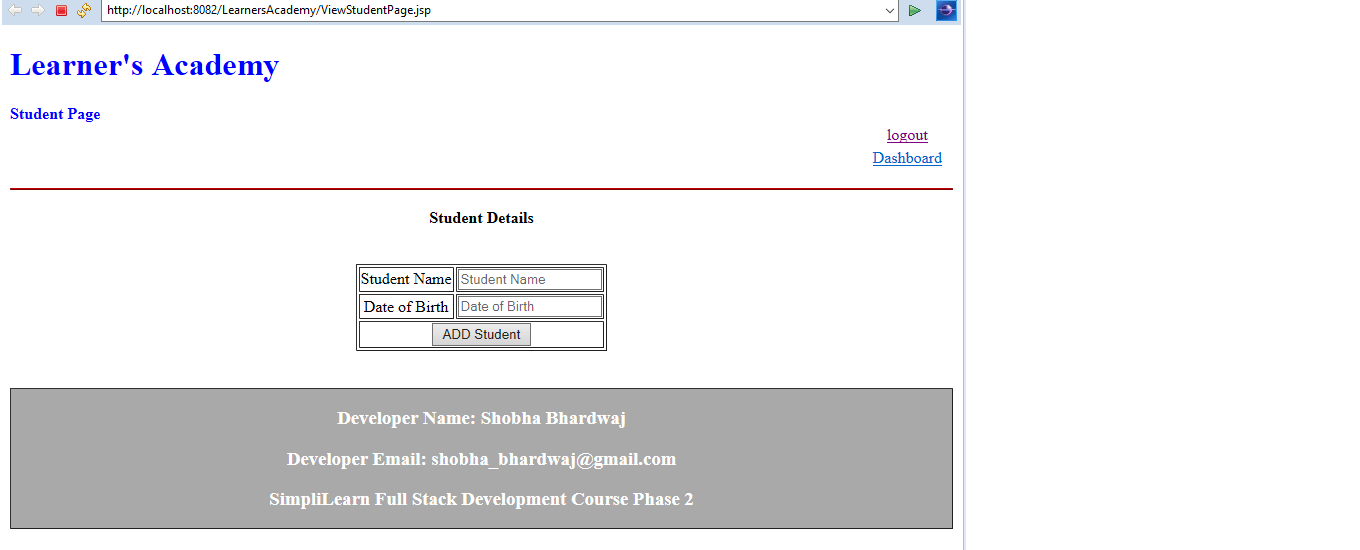 http://localhost:8082/LearnersAcademy/ViewStudentPage.jsp
Learner's Academy
Student Page
logout
Dashboard
Student Details
Student Name Student Name
Date of Birth Date of Birth
ADD Student
Developer Name: Shobha Bhardwaj
Developer Email: shobha_bhardwaj@gmail.com
SimpliLearn Full Stack Development Course Phase 2